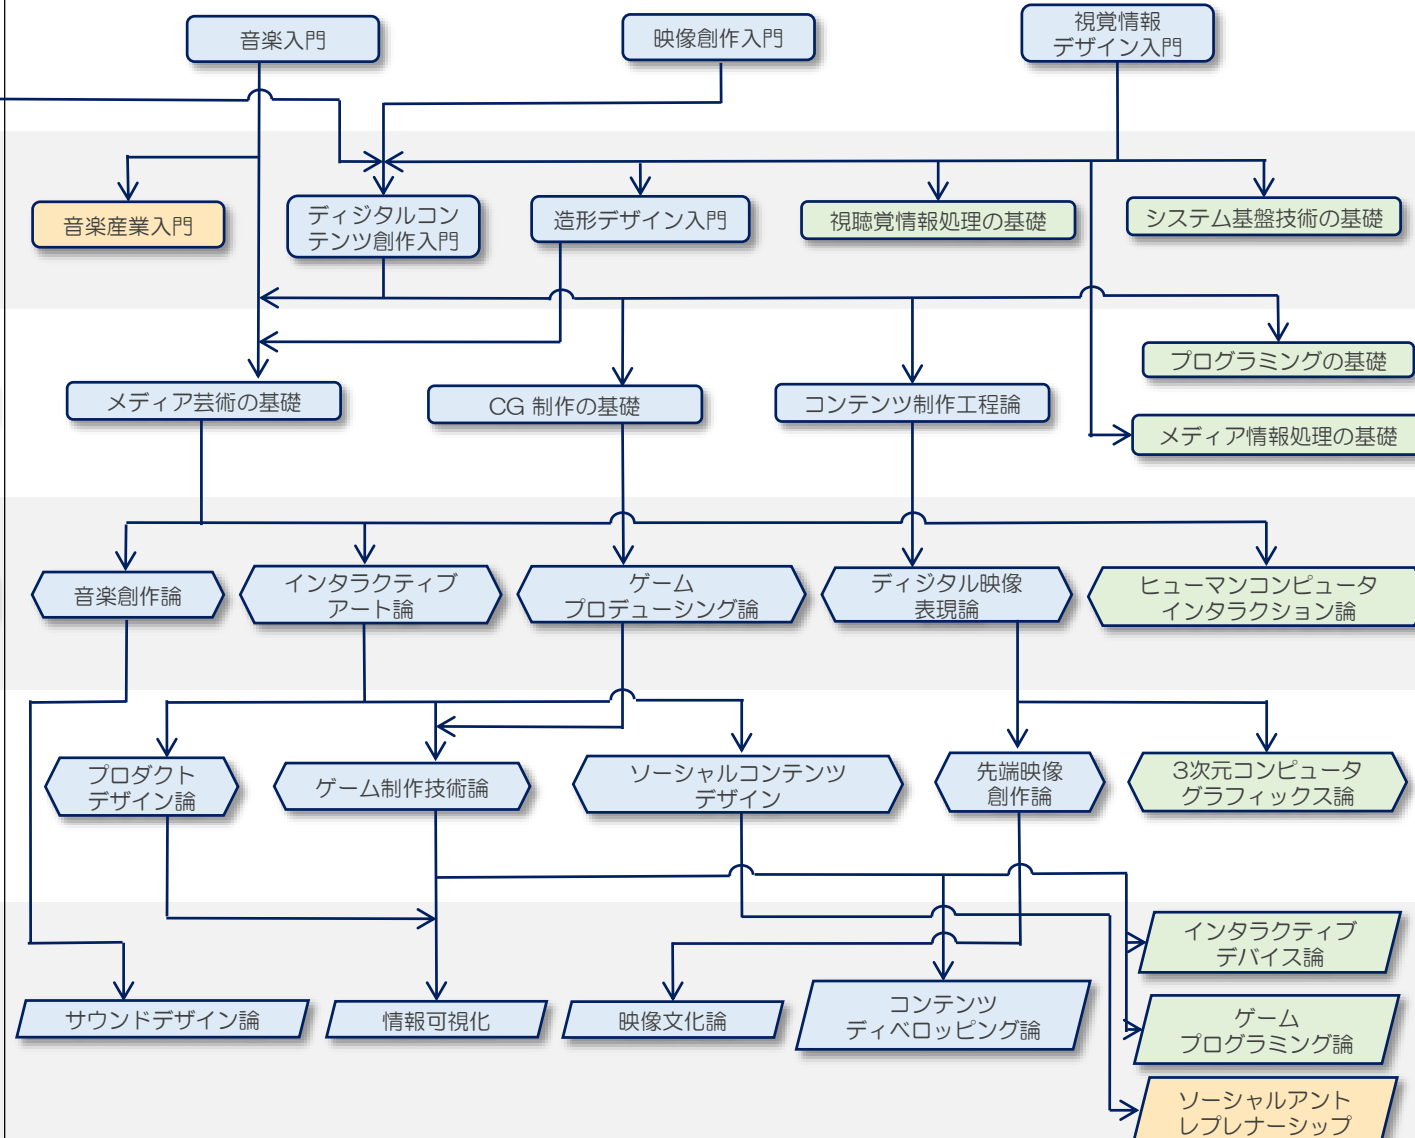 音楽入門
映像創作入門
視覚情報
デザイン入門
音楽産業入門
ディジタルコン
テンツ創作入門
造形デザイン入門
視聴覚情報処理の基礎
システム基盤技術の基礎
プログラミングの基礎
メディア芸術の基礎
CG 制作の基礎
コンテンツ制作工程論
メディア情報処理の基礎
音楽創作論
インタラクティブ
アート論
ゲーム
プロデューシング論
ディジタル映像
表現論
ヒューマンコンピュータ
インタラクション論
プロダクト
デザイン論
ゲーム制作技術論
ソーシャルコンテンツ
デザイン
先端映像
創作論
3次元コンピュータ
グラフィックス論
インタラクティブ
デバイス論
サウンドデザイン論
情報可視化
映像文化論
コンテンツ
ディベロッピング論
ゲーム
プログラミング論
ソーシャルアント
レプレナーシップ